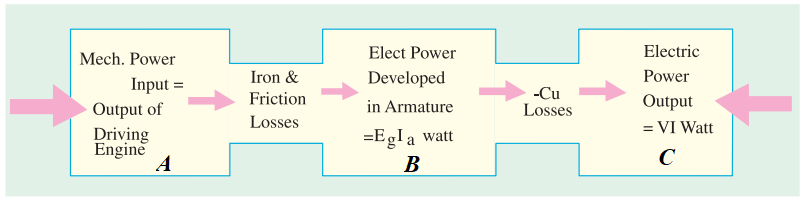 Mech. Power
Input =
Output of
Driving
Engine
A
Iron &
Friction
Losses
Elect Power
Developed
in Armature
=EgIa watt
B
-Cu
Losses
Electric
Power
Output
= VI Watt
C